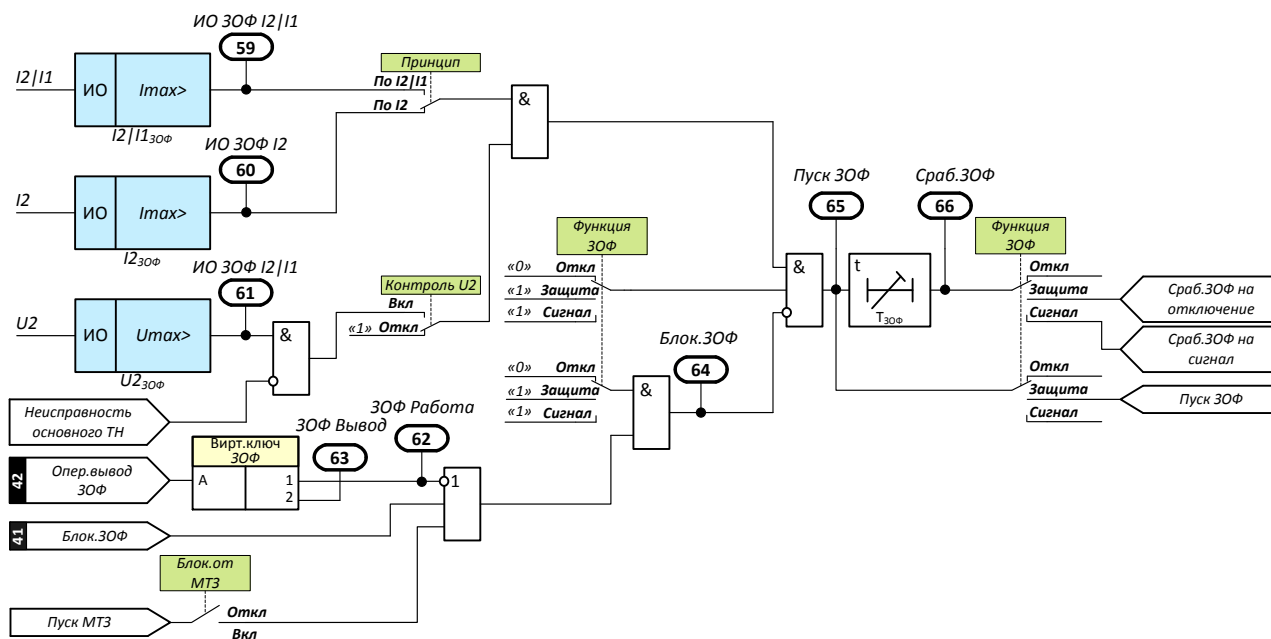 ИО ЗОФ I2|I1
59
I2|I1
ИО
Imax>
I2|I1ЗОФ
Принцип
По I2|I1
По I2
&
ИО ЗОФ I2
60
I2
ИО
Imax>
I2ЗОФ
ИО ЗОФ I2|I1
61
U2
ИО
Umax>
U2ЗОФ
&
Контроль U2
Вкл
«1» Откл
Неисправность
основного ТН
42
Опер.вывод
ЗОФ
Вирт.ключ
ЗОФ
A
1
2
ЗОФ Вывод
63
ЗОФ Работа
62
1
41
Блок.ЗОФ
Блок.от
МТЗ
Пуск МТЗ
Откл
Вкл
Функция
ЗОФ
«0» Откл
«1» Защита
«1» Сигнал
«0» Откл
«1» Защита
«1» Сигнал
&
Блок.ЗОФ
64
&
Пуск ЗОФ
65
Сраб.ЗОФ
66
t
TЗОФ
Функция
ЗОФ
Откл
Защита
Сигнал
Откл
Защита
Сигнал
Сраб.ЗОФ на
отключение
Сраб.ЗОФ на
сигнал
Пуск ЗОФ